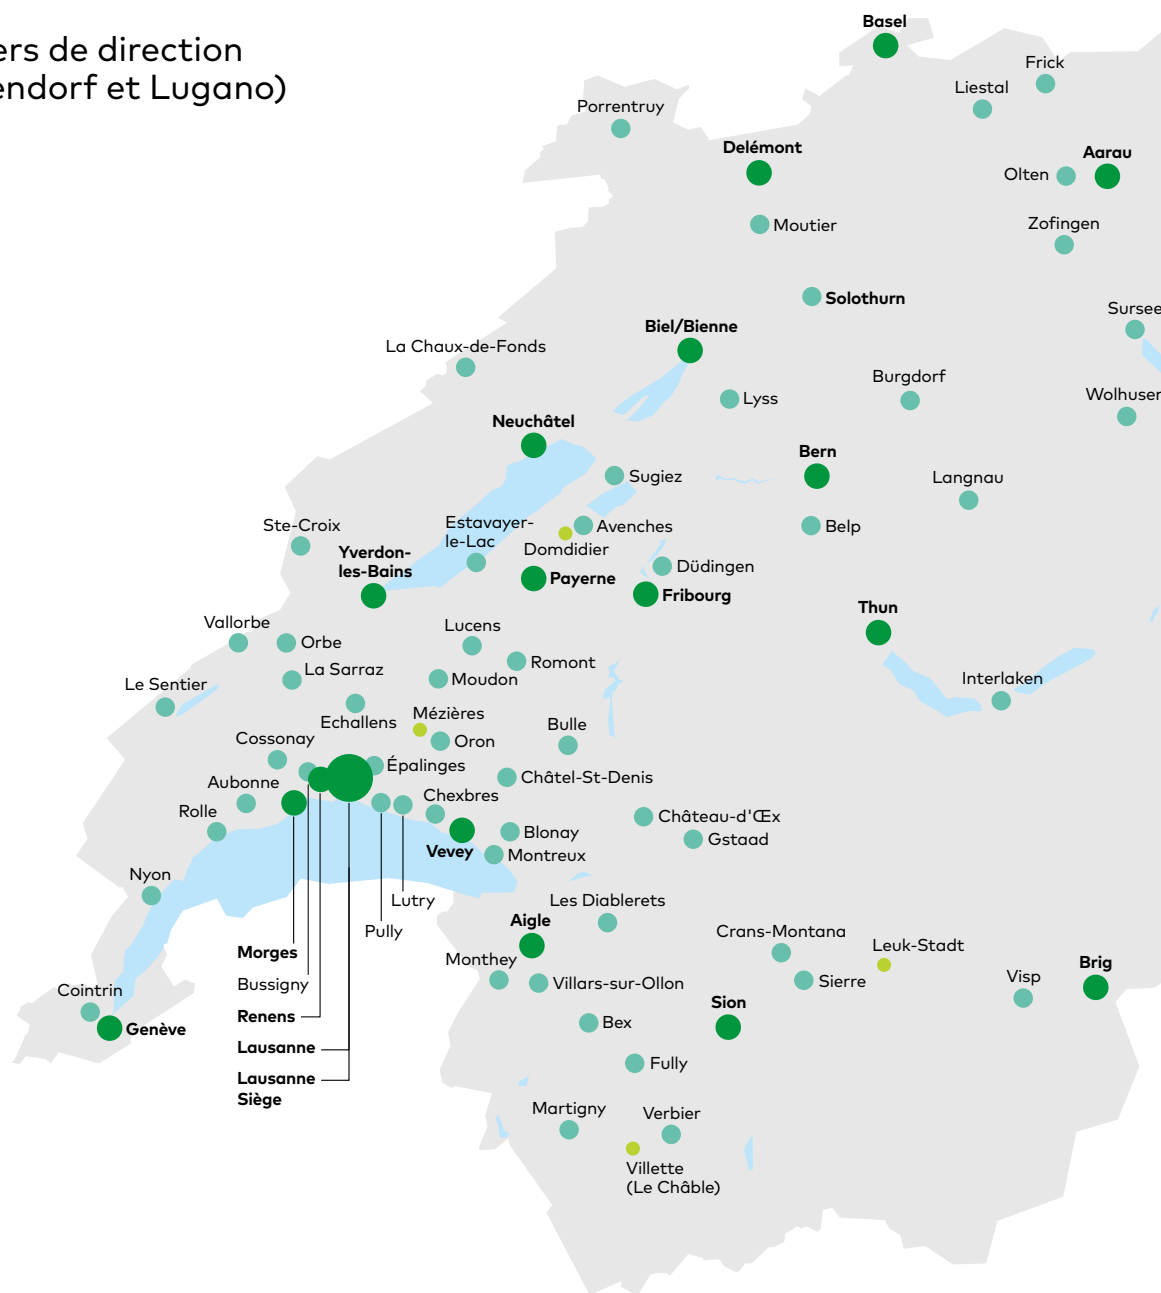 ers de direction
endorf et Lugano)
Basel
Frick
Liestal
Porrentruy
Delémont
Aarau
Olten
Moutier
Zofingen
Solothurn
Sursee
Biel/Bienne
La Chaux-de-Fonds
Burgdorf
Lyss
Wolhusen
Neuchâtel
Bern
Sugiez
Langnau
Ste-Croix
Estavayer-
le-Lac
Avenches
Belp
Domdidier
Yverdon-
les-Bains
Düdingen
Payerne
Fribourg
Thun
Vallorbe
Lucens
Orbe
Romont
La Sarraz
Moudon
Interlaken
Le Sentier
Echallens
Mézières
Bulle
Cossonay
Oron
Épalinges
Châtel-St-Denis
Aubonne
Chexbres
Rolle
Château-d'Œx
Blonay
Gstaad
Vevey
Montreux
Nyon
Lutry
Les Diablerets
Pully
Aigle
Crans-Montana
Leuk-Stadt
Morges
Monthey
Brig
Bussigny
Villars-sur-Ollon
Sierre
Visp
Cointrin
Sion
Renens
Genève
Bex
Lausanne
Fully
Lausanne
Siège
Martigny
Verbier
Villette
(Le Châble)